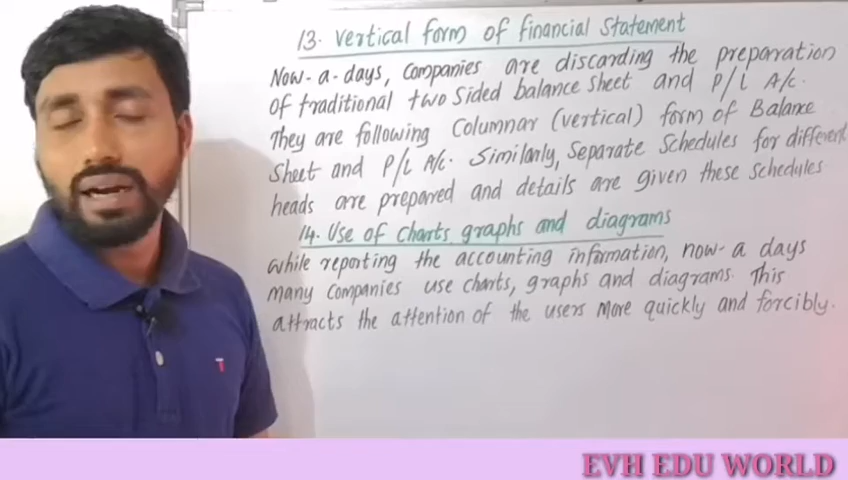 13. Vertical form of financial Statement
Now-a-days, Companies are discarding the preparation
of traditional two Sided balance Sheet and P/L A/c.
They are following Columnar (vertical) form of Balance
Sheet and P/L A/c. Similarly, Separate Schedules for different
heads are prepared and details are given these Schedules
14. Use of charts graphs and diagrams
While reporting the accounting information, now-a days
many Companies use charts, graphs and diagrams. This
attracts the attention of the users more quickly and forcibly.
T
EVH EDU WORLD